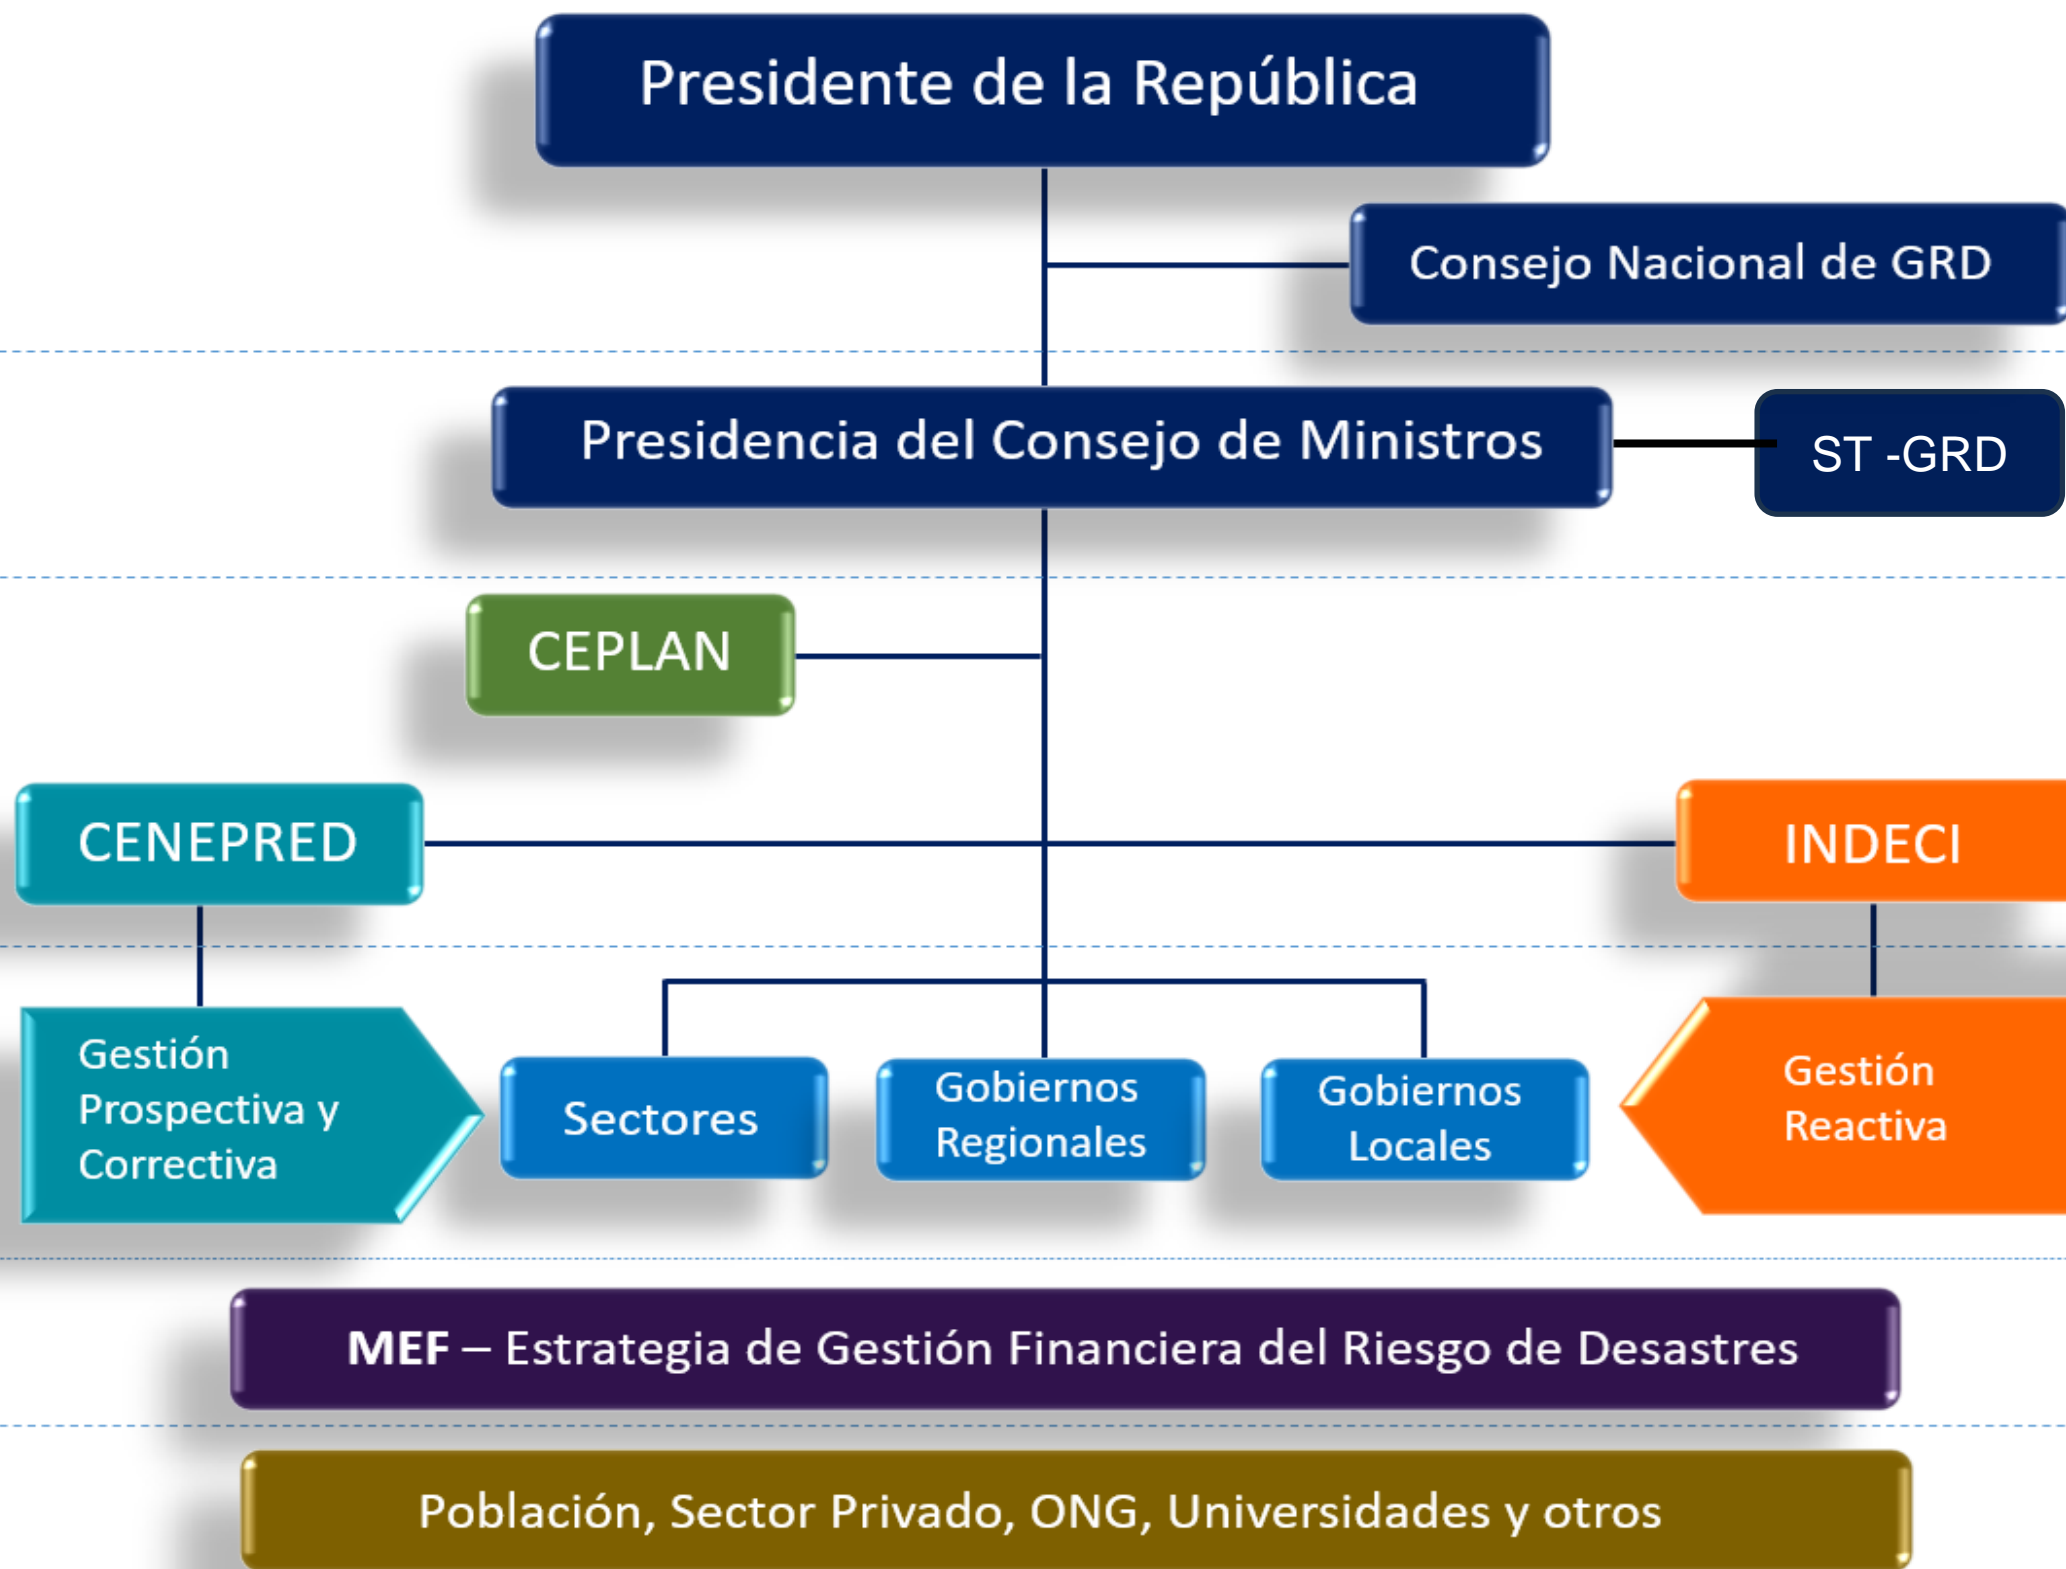 Presidente de la República
Consejo Nacional de GRD
Presidencia del Consejo de Ministros
ST -GRD
CEPLAN
CENEPRED
INDECI
Gestión
Prospectiva y
Correctiva
Sectores
Gobiernos
Regionales
Gobiernos
Locales
Gestión
Reactiva
MEF – Estrategia de Gestión Financiera del Riesgo de Desastres
Población, Sector Privado, ONG, Universidades y otros